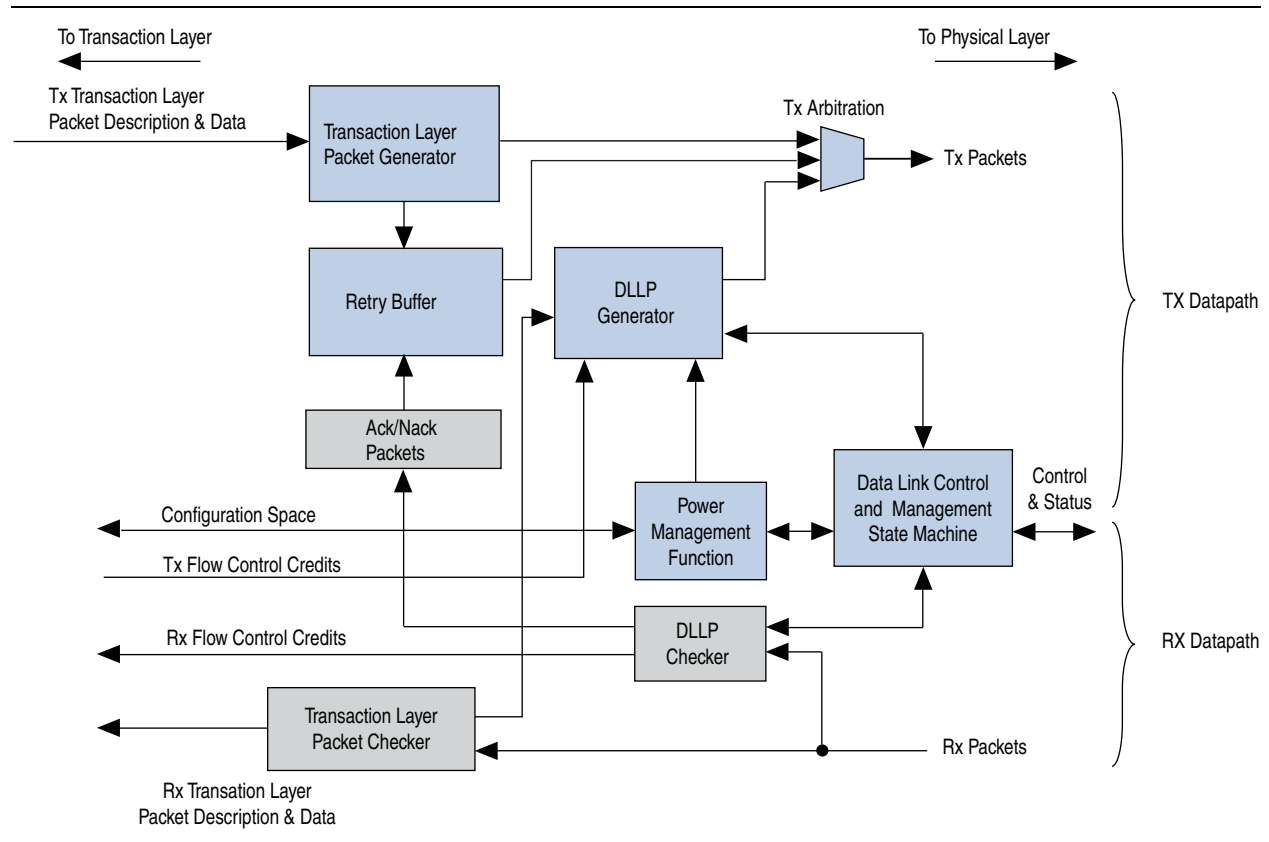 To Transaction Layer
To Physical Layer
Tx Transaction Layer
Packet Description & Data
Transaction Layer
Packet Generator
Tx Arbitration
Tx Packets
Retry Buffer
DLLP
Generator
TX Datapath
Ack/Nack
Packets
Configuration Space
Power
Management
Function
Data Link Control
and Management
State Machine
Control
& Status
Tx Flow Control Credits
Rx Flow Control Credits
DLLP
Checker
RX Datapath
Transaction Layer
Packet Checker
Rx Packets
Rx Transation Layer
Packet Description & Data